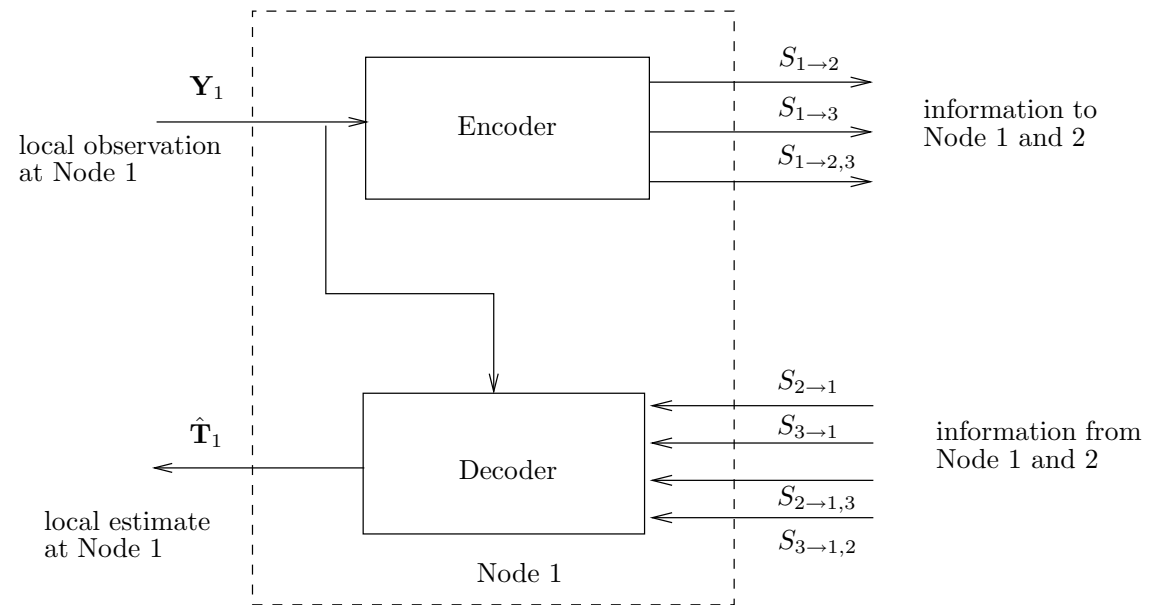 Y₁
local observation
at Node 1
Encoder
S₁→₂
S₁→₃
S₁→₂,₃
information to
Node 1 and 2
S₂→₁
S₃→₁
S₂→₁,₃
S₃→₁,₂
information from
Node 1 and 2
T̂₁
Decoder
local estimate
at Node 1
Node 1